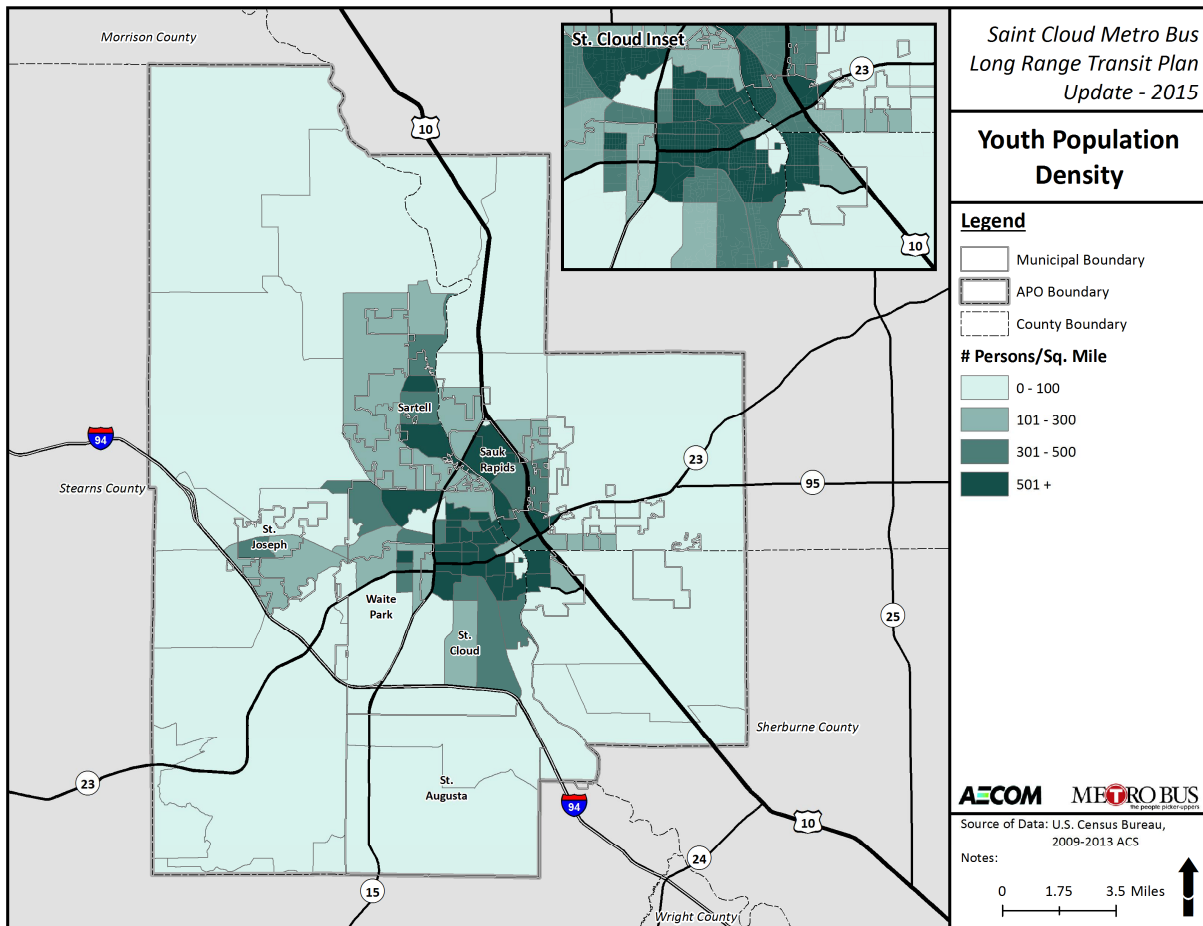 Saint Cloud Metro Bus
Long Range Transit Plan
Update - 2015
Youth Population
Density
Legend
Municipal Boundary
APO Boundary
County Boundary
# Persons/Sq. Mile
0 - 100
101 - 300
301 - 500
501 +
AECOM
METRO BUS
the people picker-uppers
Source of Data: U.S. Census Bureau,
2009-2013 ACS
Notes:
0 1.75 3.5 Miles
Morrison County
St. Cloud Inset
23
10
10
Sartell
Sauk
Rapids
94
23
95
Stearns County
St.
Joseph
Waite
Park
St.
Cloud
25
Sherburne County
23
St.
Augusta
94
10
24
15
Wright County